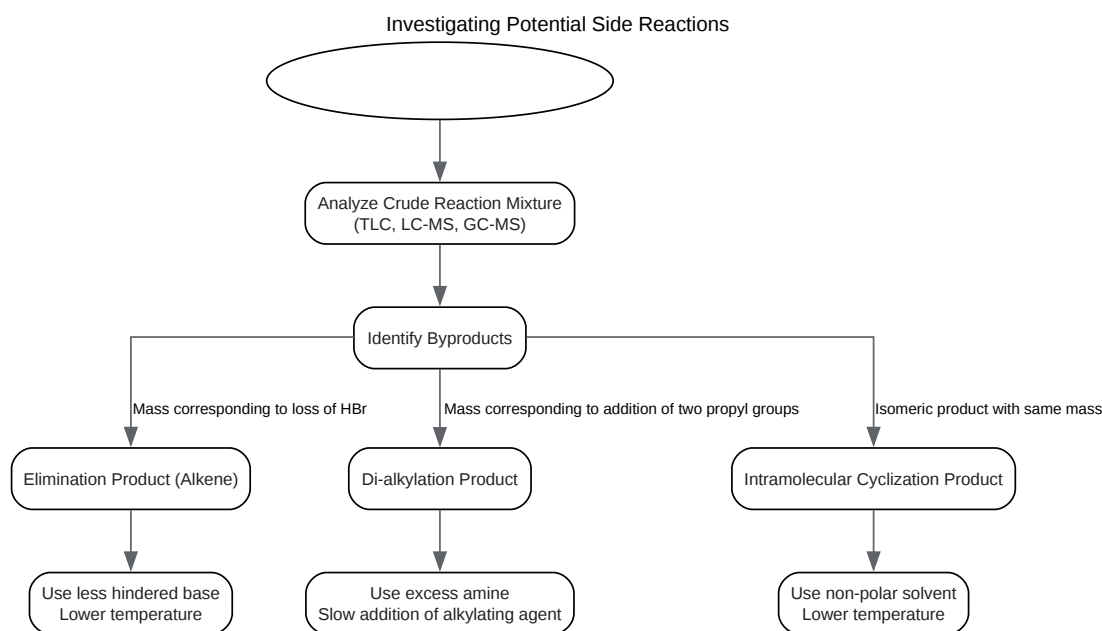 Investigating Potential Side Reactions
Analyze Crude Reaction Mixture
(TLC, LC-MS, GC-MS)
Identify Byproducts
Mass corresponding to loss of HBr
Mass corresponding to addition of two propyl groups
Isomeric product with same mass
Elimination Product (Alkene)
Di-alkylation Product
Intramolecular Cyclization Product
Use less hindered base
Lower temperature
Use excess amine
Slow addition of alkylating agent
Use non-polar solvent
Lower temperature